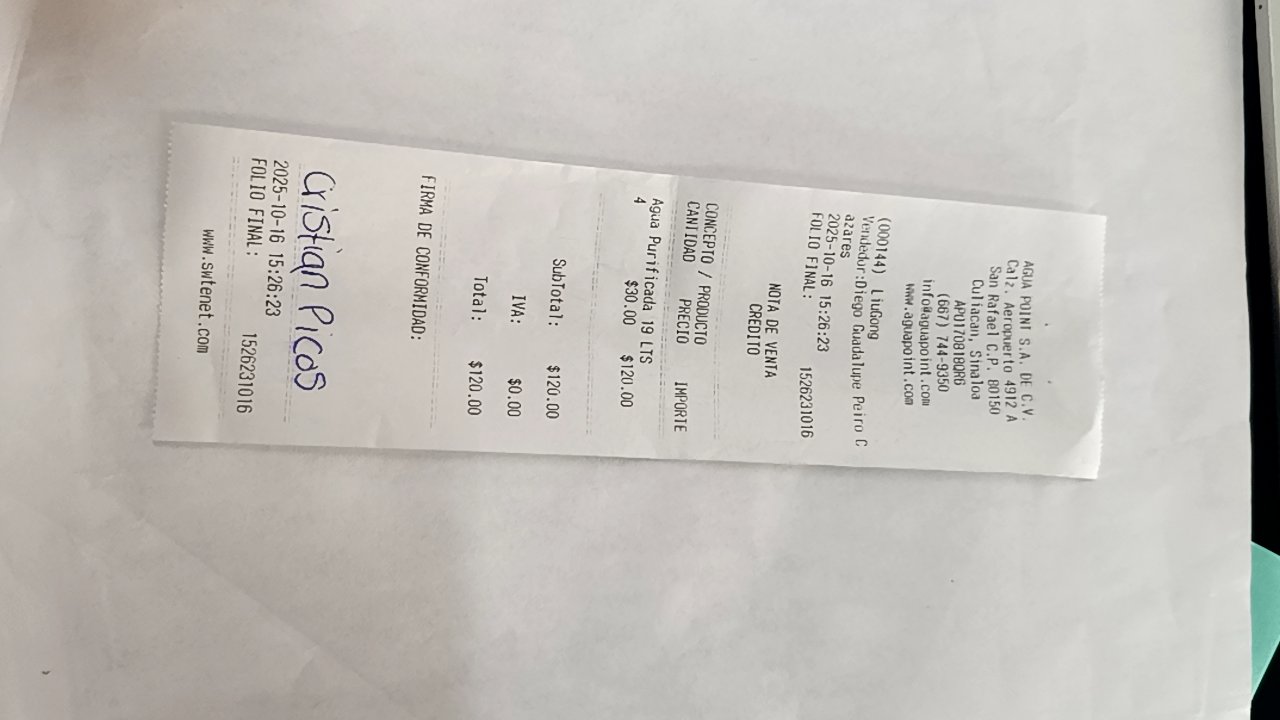 AGUA POINT S.A. DE C.V.
Calz. Aeropuerto 4912 A
San Rafael C.P. 80150
Culiacan, Sinaloa
APO170818QR6
(667) 744-9350
info@aguapoint.com
www.aguapoint.com
(000144) LiuGong
Vendedor:Diego Guadalupe Peiro C
azares
2025-10-16 15:26:23
FOLIO FINAL: 1526231016
NOTA DE VENTA
CREDITO
CONCEPTO / PRODUCTO
CANTIDAD PRECIO IMPORTE
Agua Purificada 19 LTS
4 $30.00 $120.00
SubTotal: $120.00
IVA: $0.00
Total: $120.00
FIRMA DE CONFORMIDAD:
Cristian Picos
2025-10-16 15:26:23
FOLIO FINAL: 1526231016
www.swtenet.com